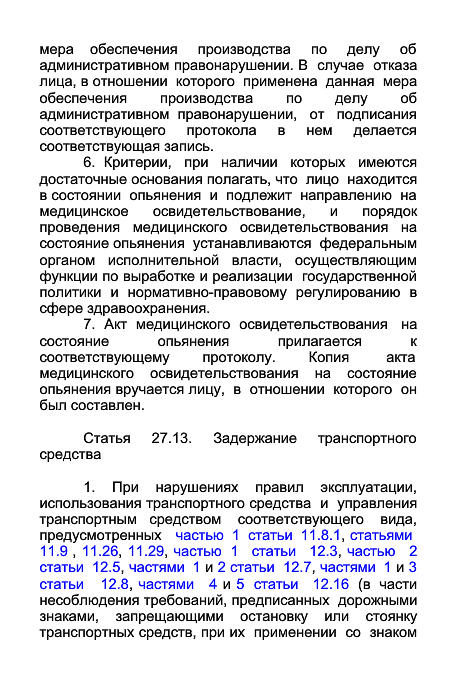 мера обеспечения производства по делу об
административном правонарушении. В случае отказа
лица, в отношении которого применена данная мера
обеспечения производства по делу об
административном правонарушении, от подписания
соответствующего протокола в нем делается
соответствующая запись.
6. Критерии, при наличии которых имеются
достаточные основания полагать, что лицо находится
в состоянии опьянения и подлежит направлению на
медицинское освидетельствование, и порядок
проведения медицинского освидетельствования на
состояние опьянения устанавливаются федеральным
органом исполнительной власти, осуществляющим
функции по выработке и реализации государственной
политики и нормативно-правовому регулированию в
сфере здравоохранения.
7. Акт медицинского освидетельствования на
состояние опьянения прилагается к
соответствующему протоколу. Копия акта
медицинского освидетельствования на состояние
опьянения вручается лицу, в отношении которого он
был составлен.
Статья 27.13. Задержание транспортного
средства
1. При нарушениях правил эксплуатации,
использования транспортного средства и управления
транспортным средством соответствующего вида,
предусмотренных частью 1 статьи 11.8.1, статьями
11.9 , 11.26, 11.29, частью 1 статьи 12.3, частью 2
статьи 12.5, частями 1 и 2 статьи 12.7, частями 1 и 3
статьи 12.8, частями 4 и 5 статьи 12.16 (в части
несоблюдения требований, предписанных дорожными
знаками, запрещающими остановку или стоянку
транспортных средств, при их применении со знаком